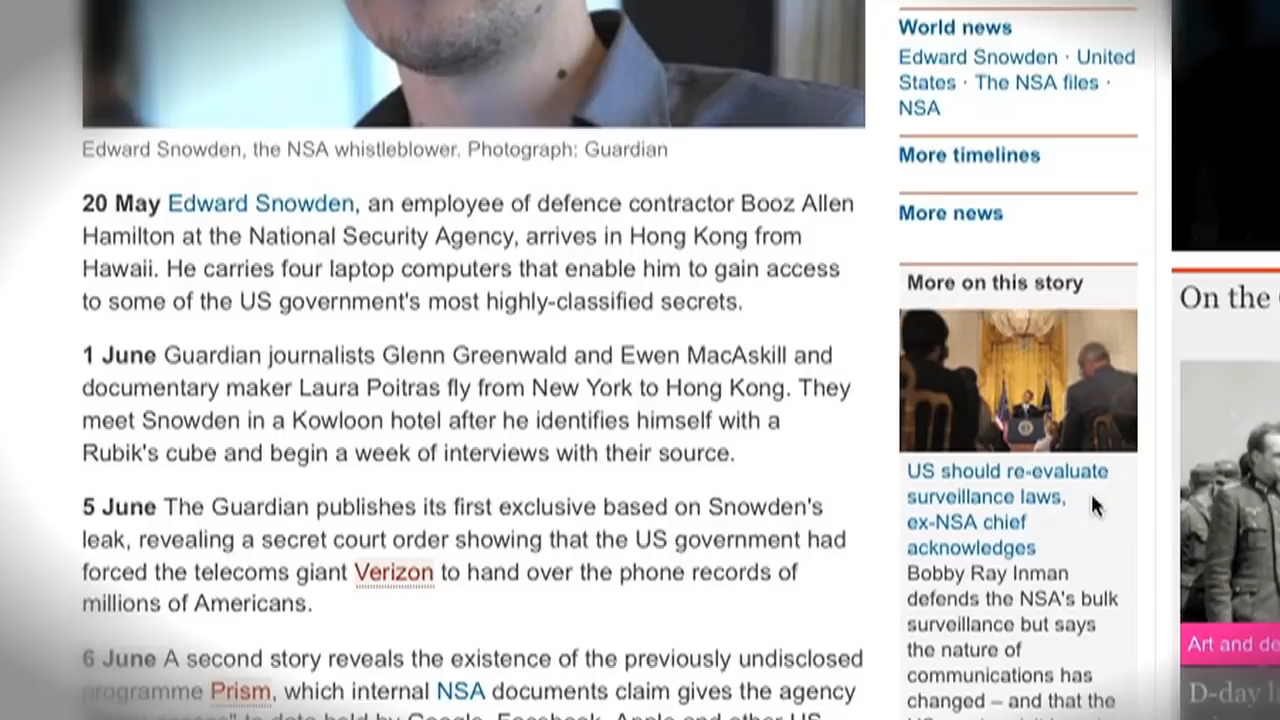 Edward Snowden, the NSA whistleblower. Photograph: Guardian
20 May Edward Snowden, an employee of defence contractor Booz Allen
Hamilton at the National Security Agency, arrives in Hong Kong from
Hawaii. He carries four laptop computers that enable him to gain access
to some of the US government's most highly-classified secrets.
1 June Guardian journalists Glenn Greenwald and Ewen MacAskill and
documentary maker Laura Poitras fly from New York to Hong Kong. They
meet Snowden in a Kowloon hotel after he identifies himself with a
Rubik's cube and begin a week of interviews with their source.
5 June The Guardian publishes its first exclusive based on Snowden's
leak, revealing a secret court order showing that the US government had
forced the telecoms giant Verizon to hand over the phone records of
millions of Americans.
6 June A second story reveals the existence of the previously undisclosed
programme Prism, which internal NSA documents claim gives the agency
World news
Edward Snowden · United
States · The NSA files ·
NSA
More timelines
More news
More on this story
US should re-evaluate
surveillance laws,
ex-NSA chief
acknowledges
Bobby Ray Inman
defends the NSA's bulk
surveillance but says
the nature of
communications has
changed – and that the
On the
Art and de
D-day l